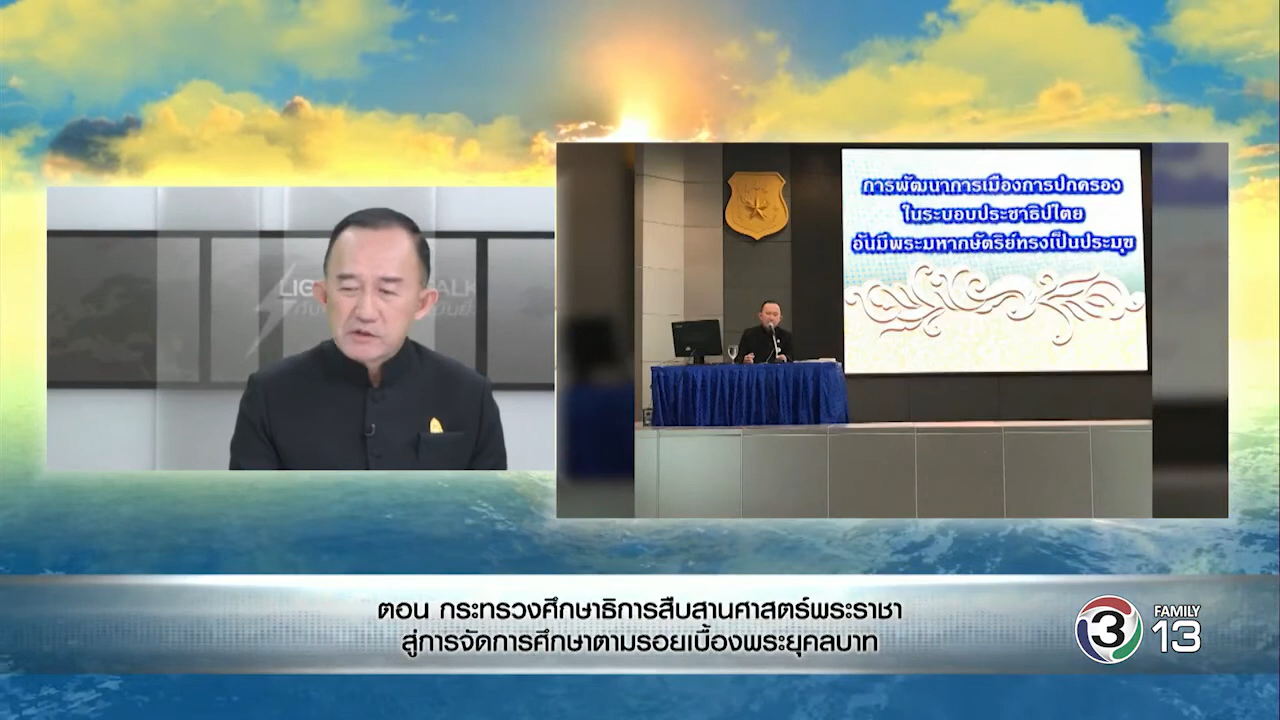 การพัฒนาการเมืองการปกครอง
ในระบอบประชาธิปไตย
อันมีพระมหากษัตริย์ทรงเป็นประมุข
ตอน กระทรวงศึกษาธิการสืบสานศาสตร์พระราชา
สู่การจัดการศึกษาตามรอยเบื้องพระยุคลบาท
3 FAMILY
13